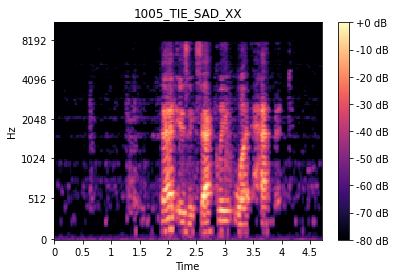 1005_TIE_SAD_XX
+0 dB
8192
-10 dB
4096
-20 dB
-30 dB
2048
Hz
-40 dB
1024
-50 dB
512
-60 dB
-70 dB
0
-80 dB
0 0.5 1 1.5 2 2.5 3 3.5 4 4.5
Time